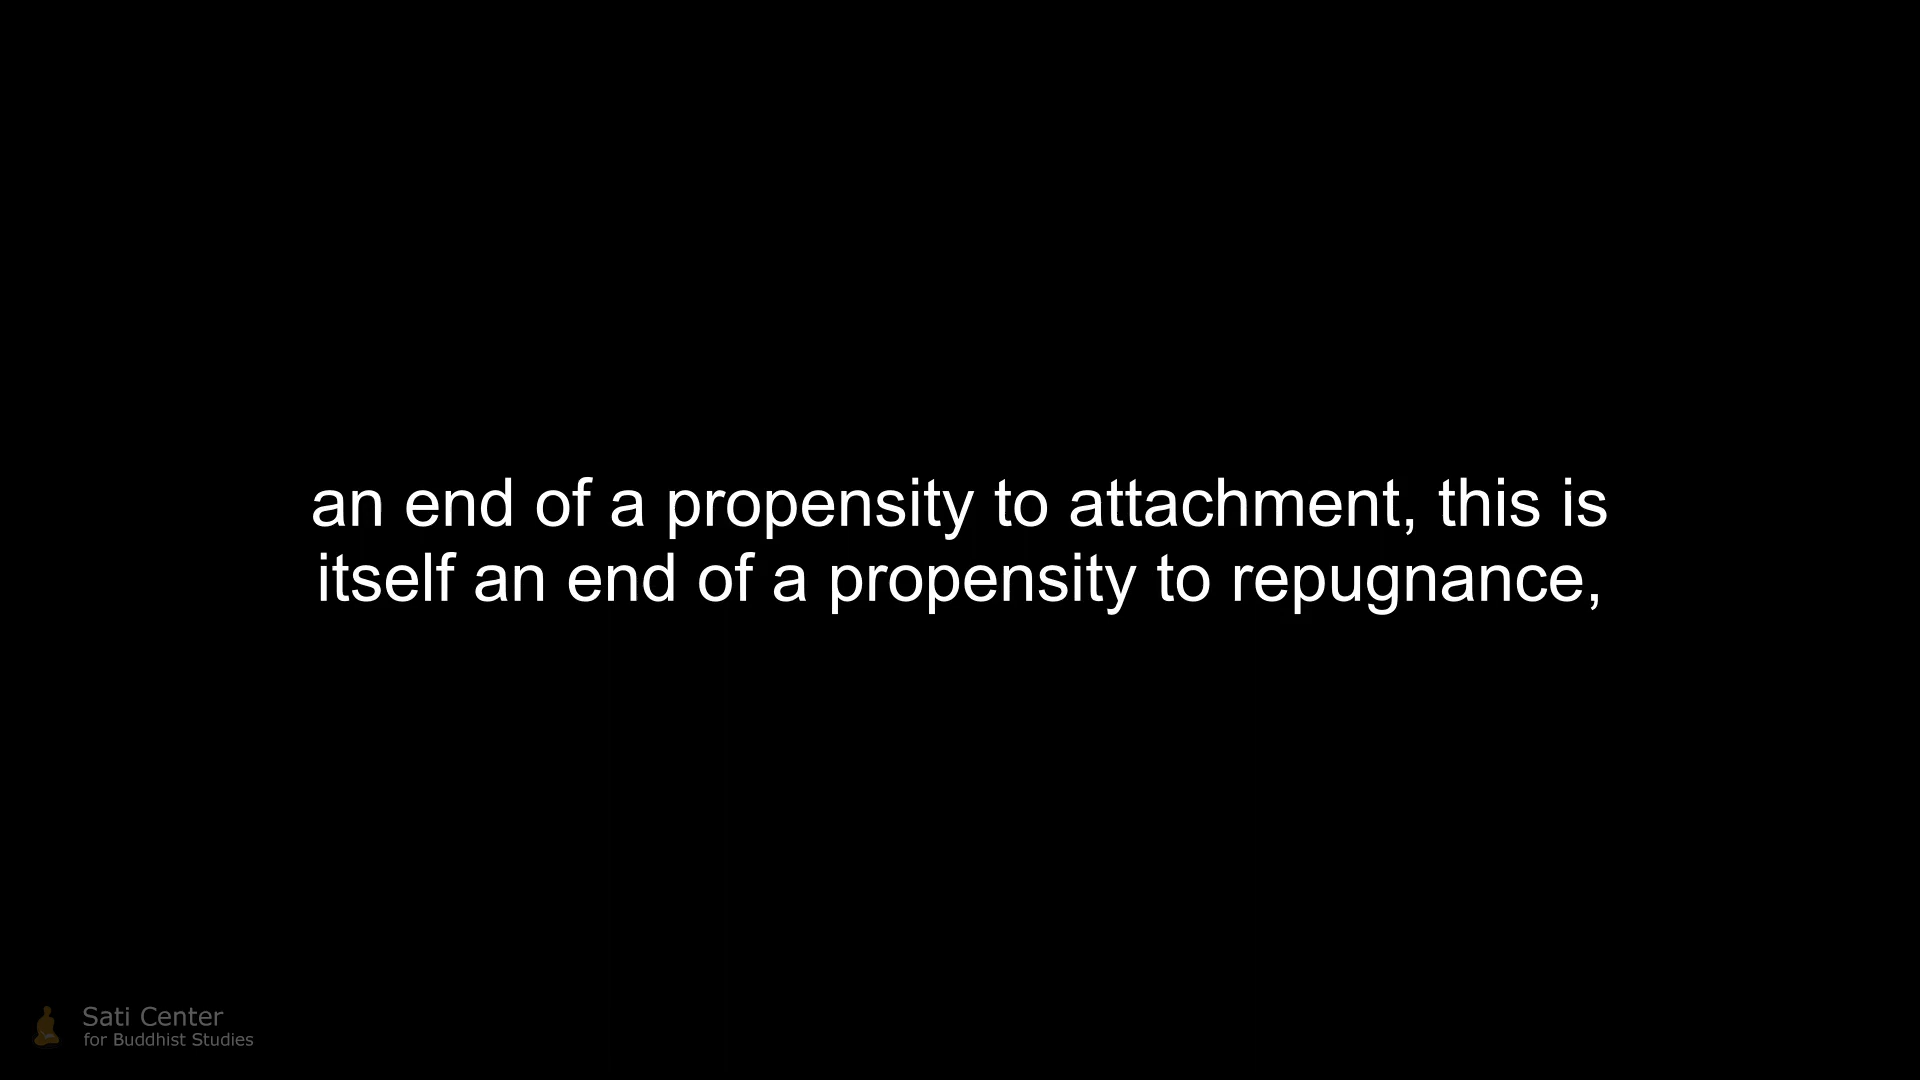 an end of a propensity to attachment, this is
itself an end of a propensity to repugnance,
Sati Center
for Buddhist Studies